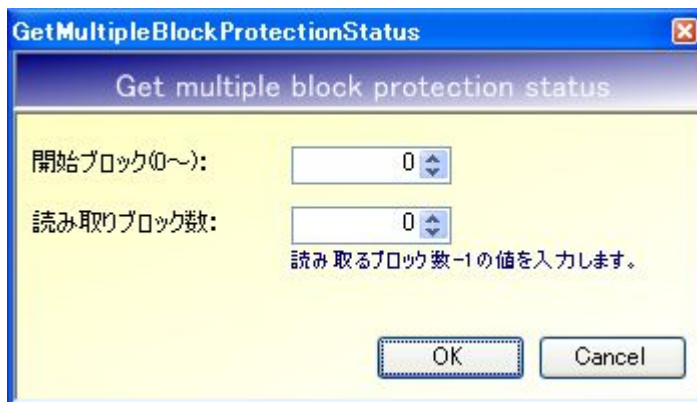 GetMultipleBlockProtectionStatus
Get multiple block protection status
開始ブロック(0～): 0
読み取りブロック数: 0
読み取るブロック数-1の値を入力します。
OK Cancel